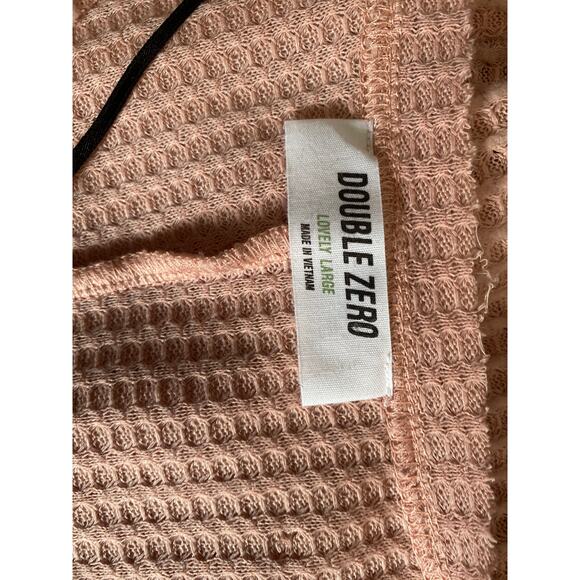 DOUBLE ZERO
LOVELY LARGE
MADE IN VIETNAM